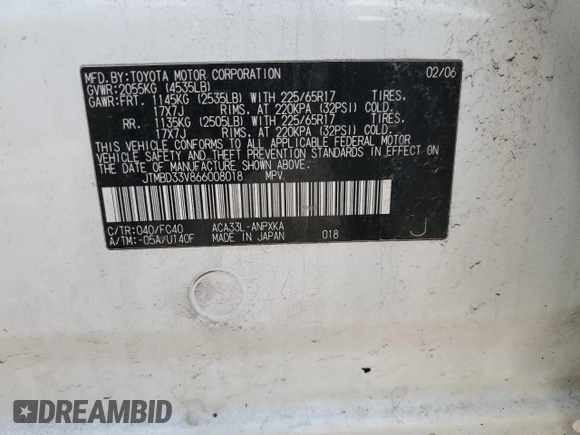 MFD.BY:TOYOTA MOTOR CORPORATION 02/06
GVWR:2055KG (4535LB)
GAWR:FRT. 1145KG (2535LB) WITH 225/65R17 TIRES.
17X7J RIMS. AT 220KPA (32PSI) COLD.
RR. 1135KG (2505LB) WITH 225/65R17 TIRES.
17X7J RIMS. AT 220KPA (32PSI) COLD.
THIS VEHICLE CONFORMS TO ALL APPLICABLE FEDERAL MOTOR
VEHICLE SAFETY AND THEFT PREVENTION STANDARDS IN EFFECT ON
THE DATE OF MANUFACTURE SHOWN ABOVE.
JTMBD33V866008018 MPV
C/TR:040/FC40 ACA33L-ANPXKA
A/TM:-05A/U140F MADE IN JAPAN 018 J
DREAMBID